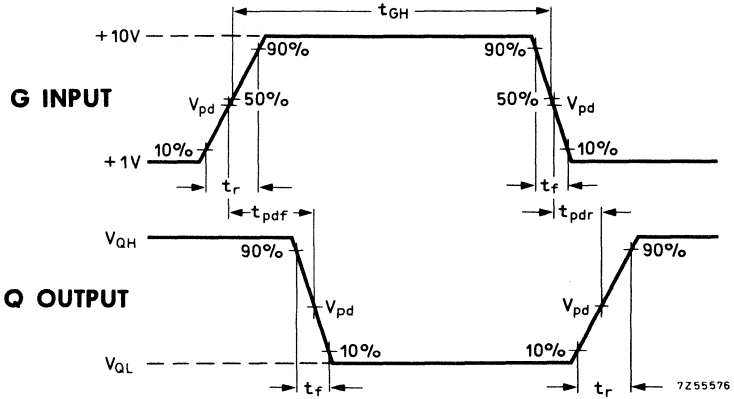 t_GH
+10V
90%
90%
G INPUT
V_pd
50%
50%
V_pd
10%
10%
+1V
t_r
t_f
t_pdf
t_pdr
V_QH
90%
90%
Q OUTPUT
V_pd
V_pd
10%
10%
V_QL
t_f
t_r
7Z55576